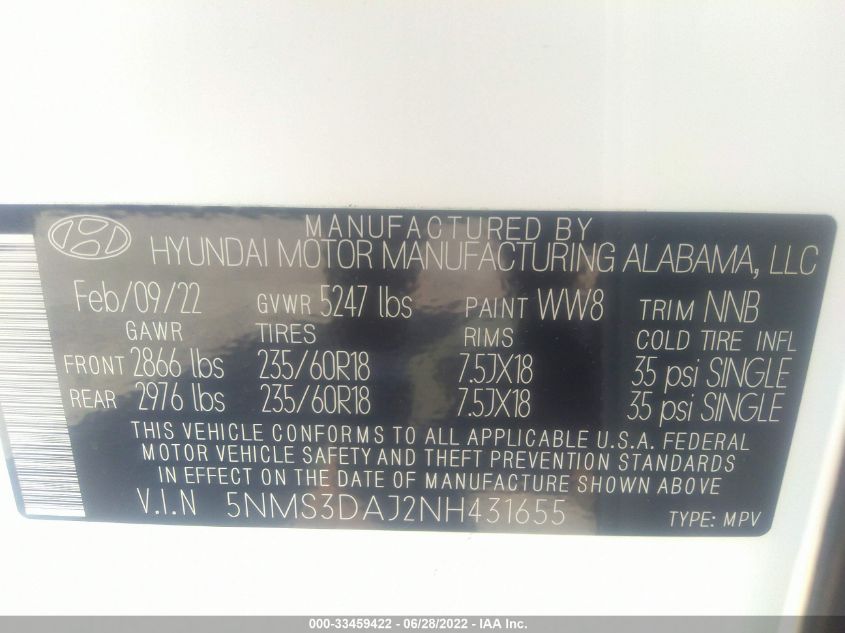 MANUFACTURED BY
HYUNDAI MOTOR MANUFACTURING ALABAMA, LLC
Feb/09/22 GVWR 5247 lbs PAINT WW8 TRIM NNB
GAWR TIRES RIMS COLD TIRE INFL
FRONT 2866 lbs 235/60R18 7.5JX18 35 psi SINGLE
REAR 2976 lbs 235/60R18 7.5JX18 35 psi SINGLE
THIS VEHICLE CONFORMS TO ALL APPLICABLE U.S.A. FEDERAL
MOTOR VEHICLE SAFETY AND THEFT PREVENTION STANDARDS
IN EFFECT ON THE DATE OF MANUFACTURE SHOWN ABOVE
V.I.N 5NMS3DAJ2NH431655 TYPE: MPV
000-33459422 - 06/28/2022 - IAA Inc.